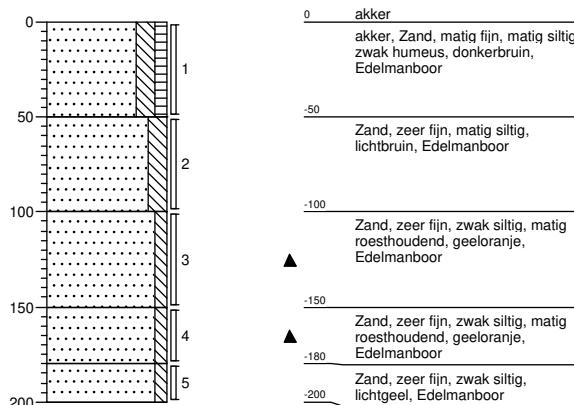 0
50
100
150
200
1
2
3
4
5
0
akker
akker, Zand, matig fijn, matig siltig
zwak humeus, donkerbruin,
Edelmanboor
-50
Zand, zeer fijn, matig siltig,
lichtbruin, Edelmanboor
-100
Zand, zeer fijn, zwak siltig, matig
roesthoudend, geeloranje,
Edelmanboor
-150
Zand, zeer fijn, zwak siltig, matig
roesthoudend, geeloranje,
Edelmanboor
-180
Zand, zeer fijn, zwak siltig,
lichtgeel, Edelmanboor
-200